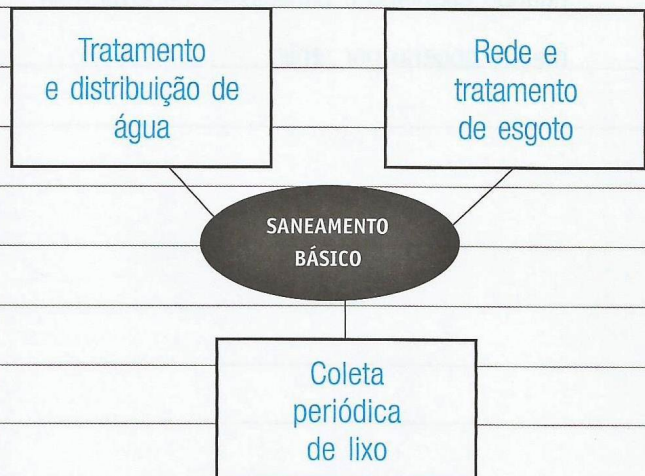 Tratamento
e distribuição de
água
Rede e
tratamento
de esgoto
SANEAMENTO
BÁSICO
Coleta
periódica
de lixo